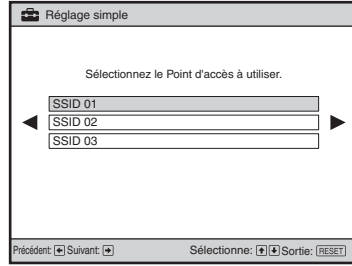 Réglage simple
Sélectionnez le Point d'accès à utiliser.
SSID 01
SSID 02
SSID 03
Précédent: Suivant: Sélectionne: Sortie: RESET